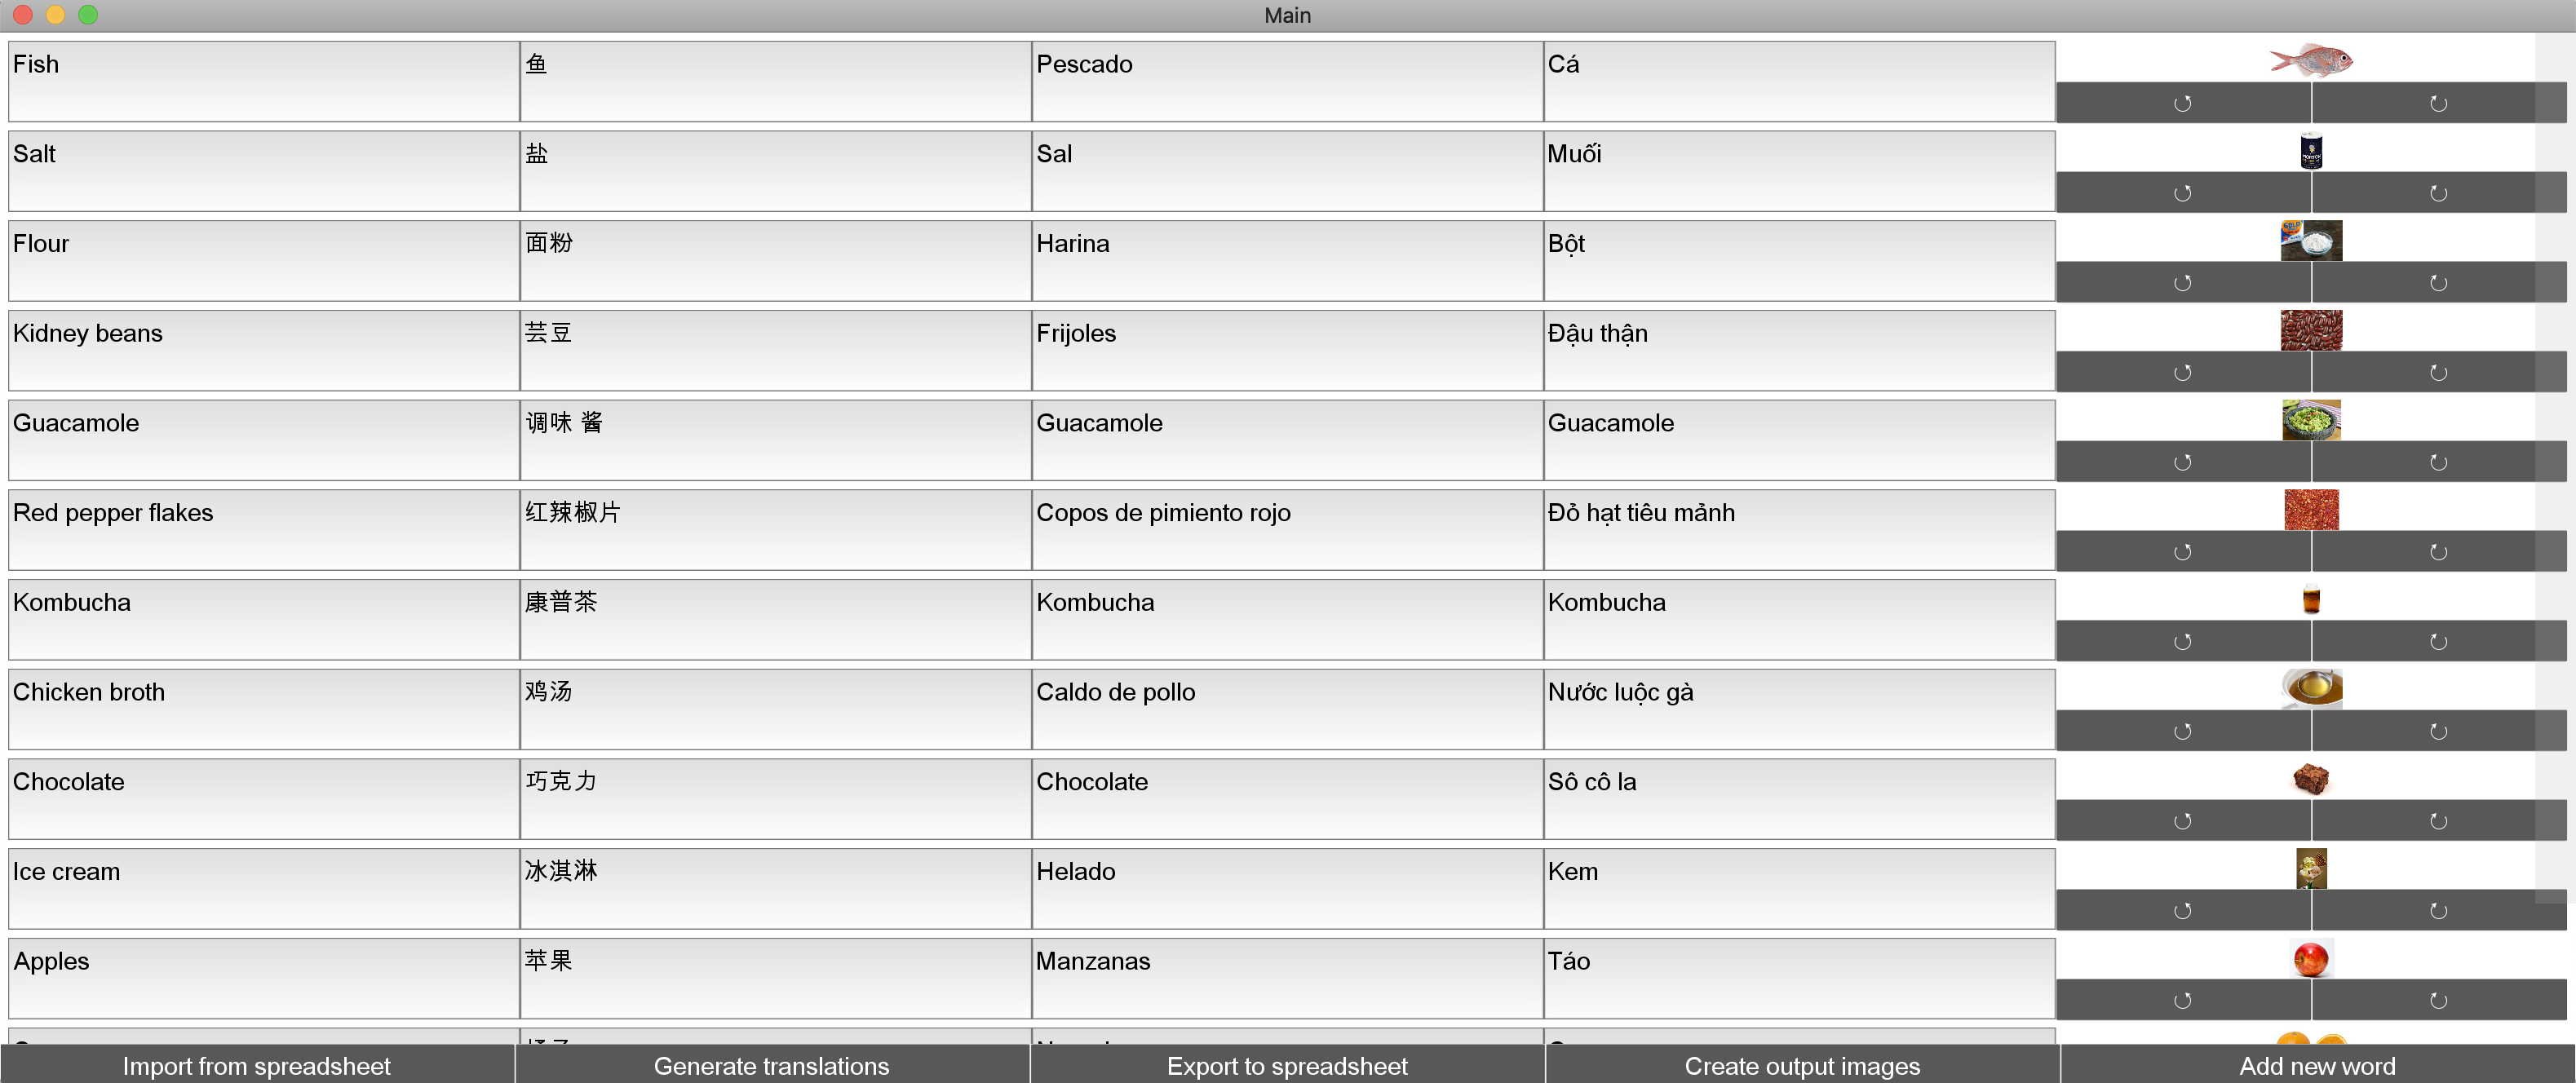 Main
Fish 鱼 Pescado Cá
Salt 盐 Sal Muối
Flour 面粉 Harina Bột
Kidney beans 芸豆 Frijoles Đậu thận
Guacamole 调味 酱 Guacamole Guacamole
Red pepper flakes 红辣椒片 Copos de pimiento rojo Đỏ hạt tiêu mảnh
Kombucha 康普茶 Kombucha Kombucha
Chicken broth 鸡汤 Caldo de pollo Nước luộc gà
Chocolate 巧克力 Chocolate Sô cô la
Ice cream 冰淇淋 Helado Kem
Apples 苹果 Manzanas Táo
Import from spreadsheet Generate translations Export to spreadsheet Create output images Add new word